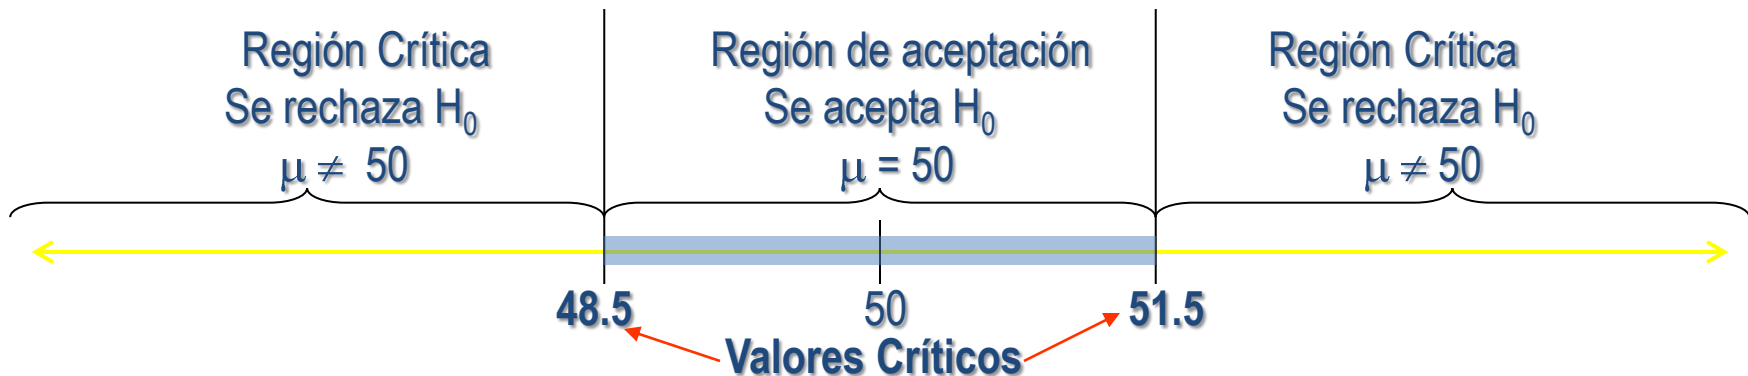 Región Crítica
Se rechaza H₀
μ ≠ 50
Región de aceptación
Se acepta H₀
μ = 50
Región Crítica
Se rechaza H₀
μ ≠ 50
48.5
50
51.5
Valores Críticos